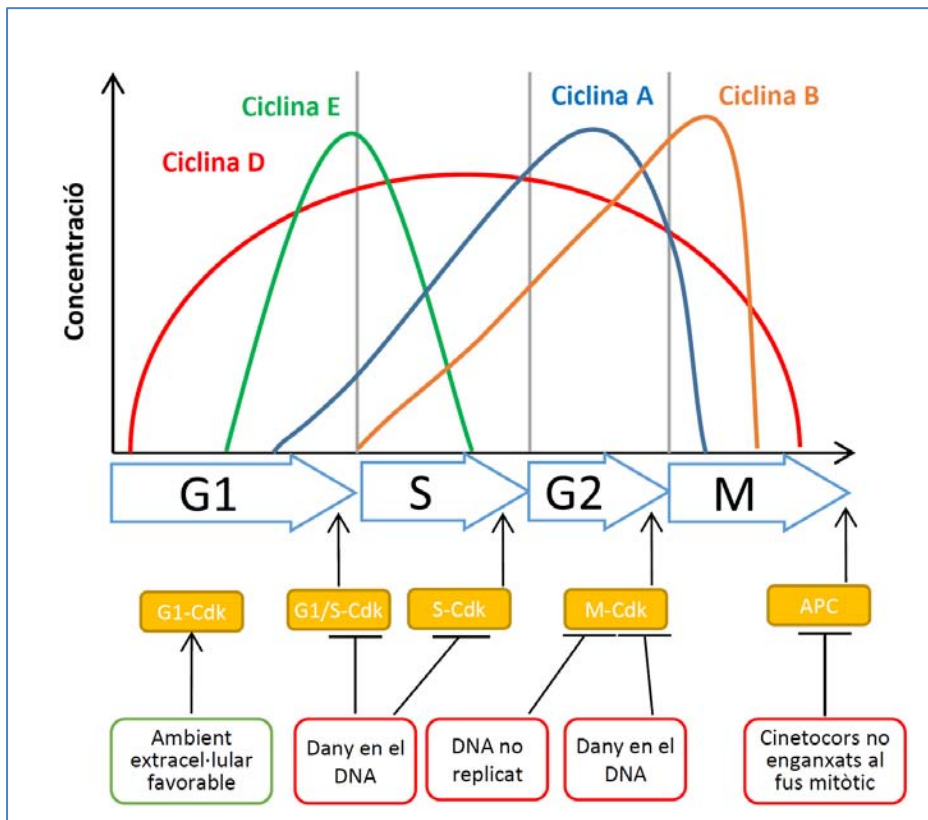 Ciclina E
Ciclina A
Ciclina B
Ciclina D
Concentració
G1
S
G2
M
G1-Cdk
G1/S-Cdk
S-Cdk
M-Cdk
APC
Ambient
extracel·lular
favorable
Dany en el
DNA
DNA no
replicat
Dany en el
DNA
Cinetocors no
enganxats al
fus mitòtic